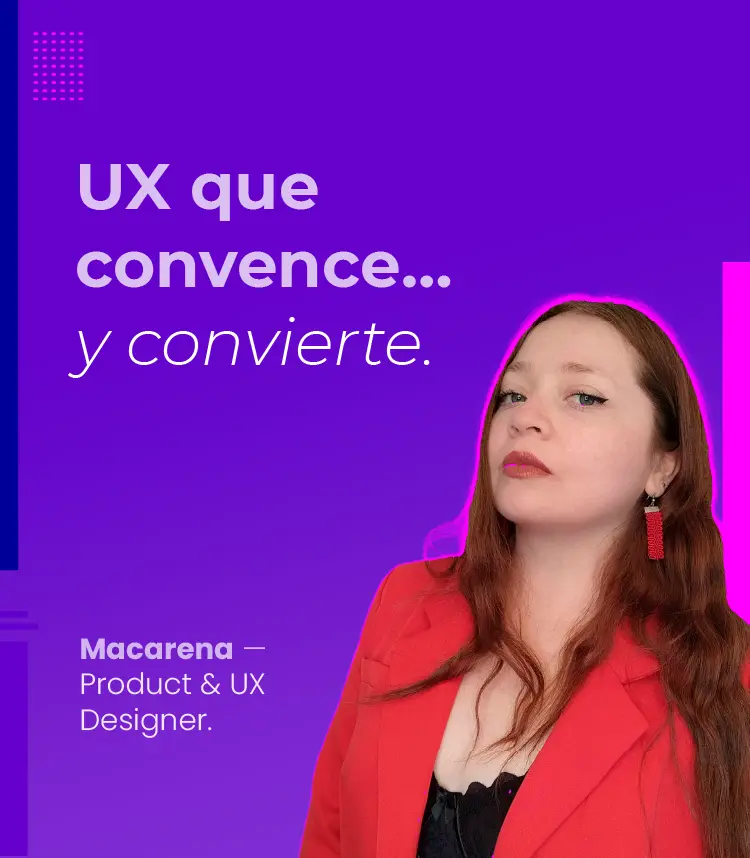 UX que
convence...
y convierte.
Macarena —
Product & UX
Designer.